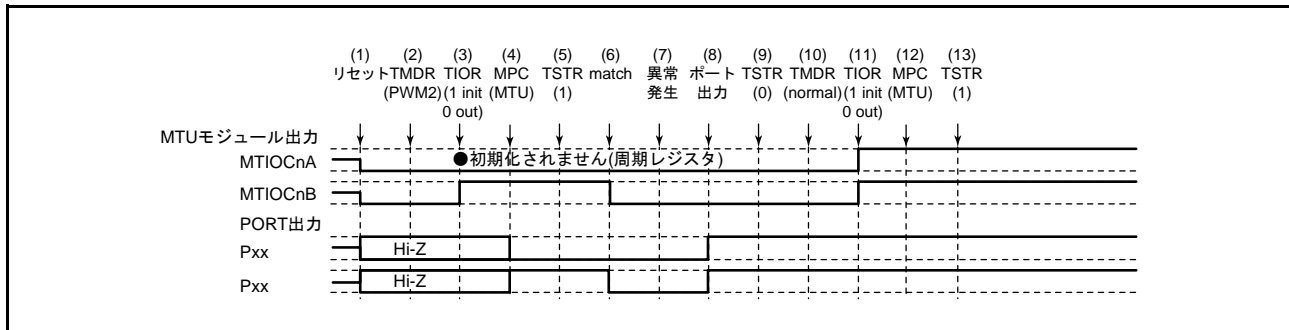 (1) (2) (3) (4) (5) (6) (7) (8) (9) (10) (11) (12) (13)
リセット TMDR TIOR MPC TSTR match 異常 ポート TSTR TMDR TIOR MPC TSTR
(PWM2) (1 init (MTU) (1) 発生 出力 (0) (normal) (1 init (MTU) (1)
0 out) 0 out)
MTUモジュール出力
MTIOCnA ●初期化されません(周期レジスタ)
MTIOCnB
PORT出力
Pxx Hi-Z
Pxx Hi-Z